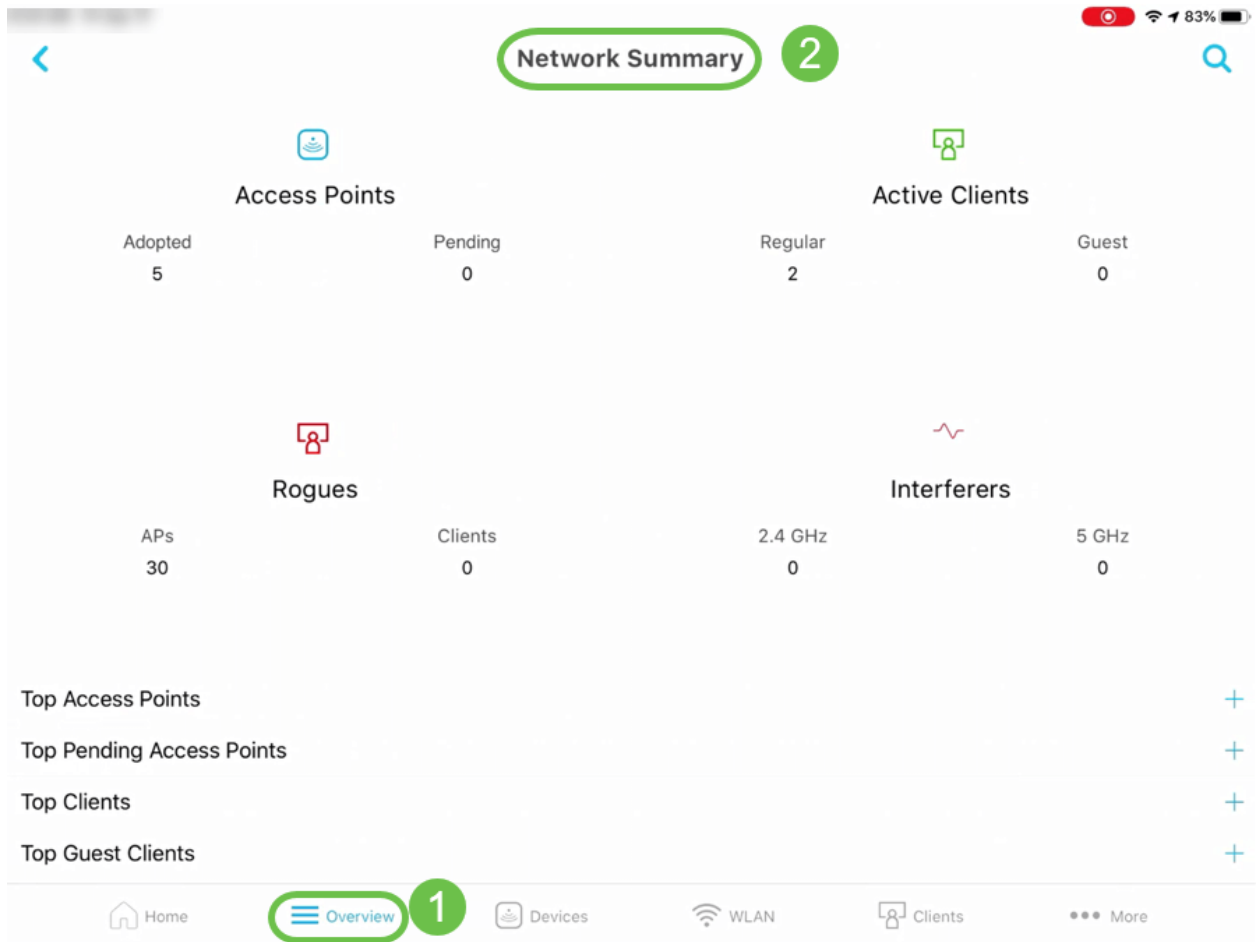 83%
Network Summary 2
Access Points Active Clients
Adopted Pending Regular Guest
5 0 2 0
Rogues Interferers
APs Clients 2.4 GHz 5 GHz
30 0 0 0
Top Access Points
Top Pending Access Points
Top Clients
Top Guest Clients
Home Overview 1 Devices WLAN Clients More